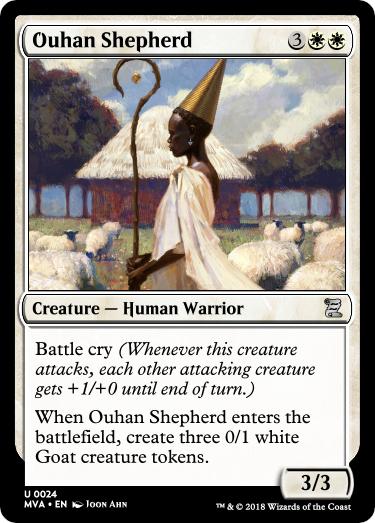 Ouhan Shepherd 3
Creature — Human Warrior
Battle cry (Whenever this creature
attacks, each other attacking creature
gets +1/+0 until end of turn.)
When Ouhan Shepherd enters the
battlefield, create three 0/1 white
Goat creature tokens.
3/3
U 0024
MVA • EN Joon Ahn
™ & © 2018 Wizards of the Coast